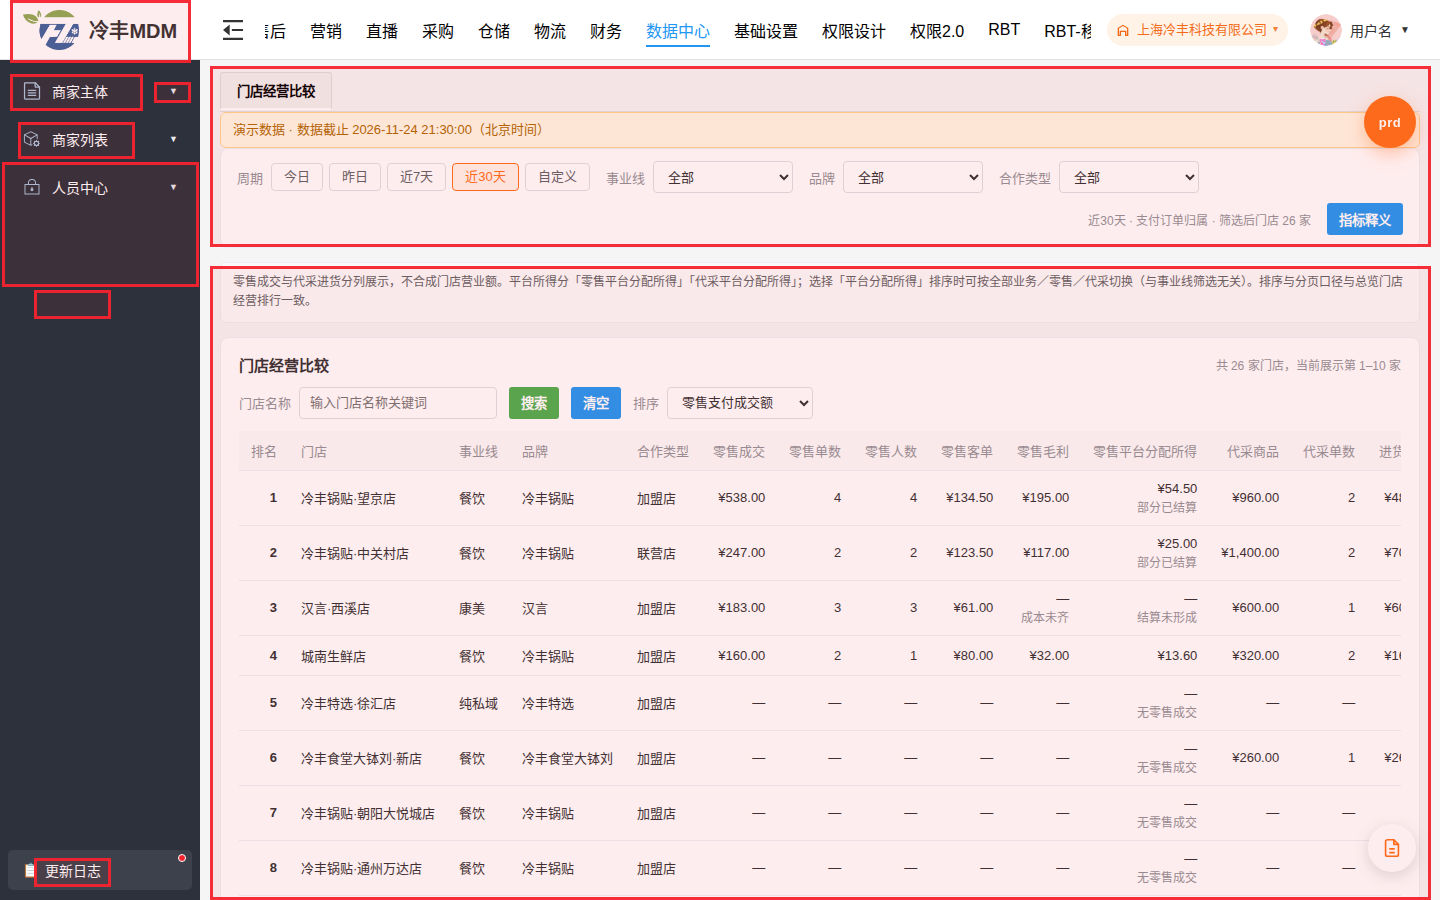 冷丰MDM
售后 营销 直播 采购 仓储 物流 财务 数据中心 基础设置 权限设计 权限2.0 RBT RBT-移
上海冷丰科技有限公司 ▼
用户名 ▼
商家主体 ▼
商家列表 ▼
人员中心 ▼
更新日志
门店经营比较
演示数据 · 数据截止 2026-11-24 21:30:00（北京时间）
prd
周期 今日 昨日 近7天 近30天 自定义 事业线 全部 品牌 全部 合作类型 全部
近30天 · 支付订单归属 · 筛选后门店 26 家 指标释义
零售成交与代采进货分列展示，不合成门店营业额。平台所得分「零售平台分配所得」「代采平台分配所得」；选择「平台分配所得」排序时可按全部业务／零售／代采切换（与事业线筛选无关）。排序与分页口径与总览门店
经营排行一致。
门店经营比较 共 26 家门店，当前展示第 1–10 家
门店名称 输入门店名称关键词 搜索 清空 排序 零售支付成交额
排名 门店 事业线 品牌 合作类型 零售成交 零售单数 零售人数 零售客单 零售毛利 零售平台分配所得 代采商品 代采单数 进货
1 冷丰锅贴·望京店 餐饮 冷丰锅贴 加盟店 ¥538.00 4 4 ¥134.50 ¥195.00 ¥54.50 ¥960.00 2 ¥48
部分已结算
2 冷丰锅贴·中关村店 餐饮 冷丰锅贴 联营店 ¥247.00 2 2 ¥123.50 ¥117.00 ¥25.00 ¥1,400.00 2 ¥70
部分已结算
3 汉言·西溪店 康美 汉言 加盟店 ¥183.00 3 3 ¥61.00 — — ¥600.00 1 ¥60
成本未齐 结算未形成
4 城南生鲜店 餐饮 冷丰锅贴 加盟店 ¥160.00 2 1 ¥80.00 ¥32.00 ¥13.60 ¥320.00 2 ¥16
5 冷丰特选·徐汇店 纯私域 冷丰特选 加盟店 — — — — — — — —
无零售成交
6 冷丰食堂大钵刘·新店 餐饮 冷丰食堂大钵刘 加盟店 — — — — — — ¥260.00 1 ¥26
无零售成交
7 冷丰锅贴·朝阳大悦城店 餐饮 冷丰锅贴 加盟店 — — — — — — — —
无零售成交
8 冷丰锅贴·通州万达店 餐饮 冷丰锅贴 加盟店 — — — — — — — —
无零售成交